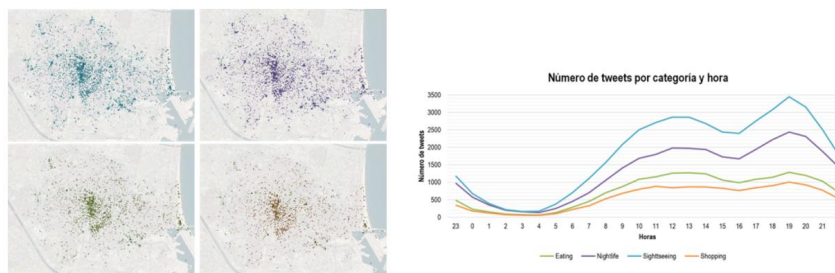 Número de tweets por categoría y hora
Número de tweets
3500
3000
2500
2000
1500
1000
500
0
23 0 1 2 3 4 5 6 7 8 9 10 11 12 13 14 15 16 17 18 19 20 21
Horas
Eating Nightlife Sighttseeing Shopping